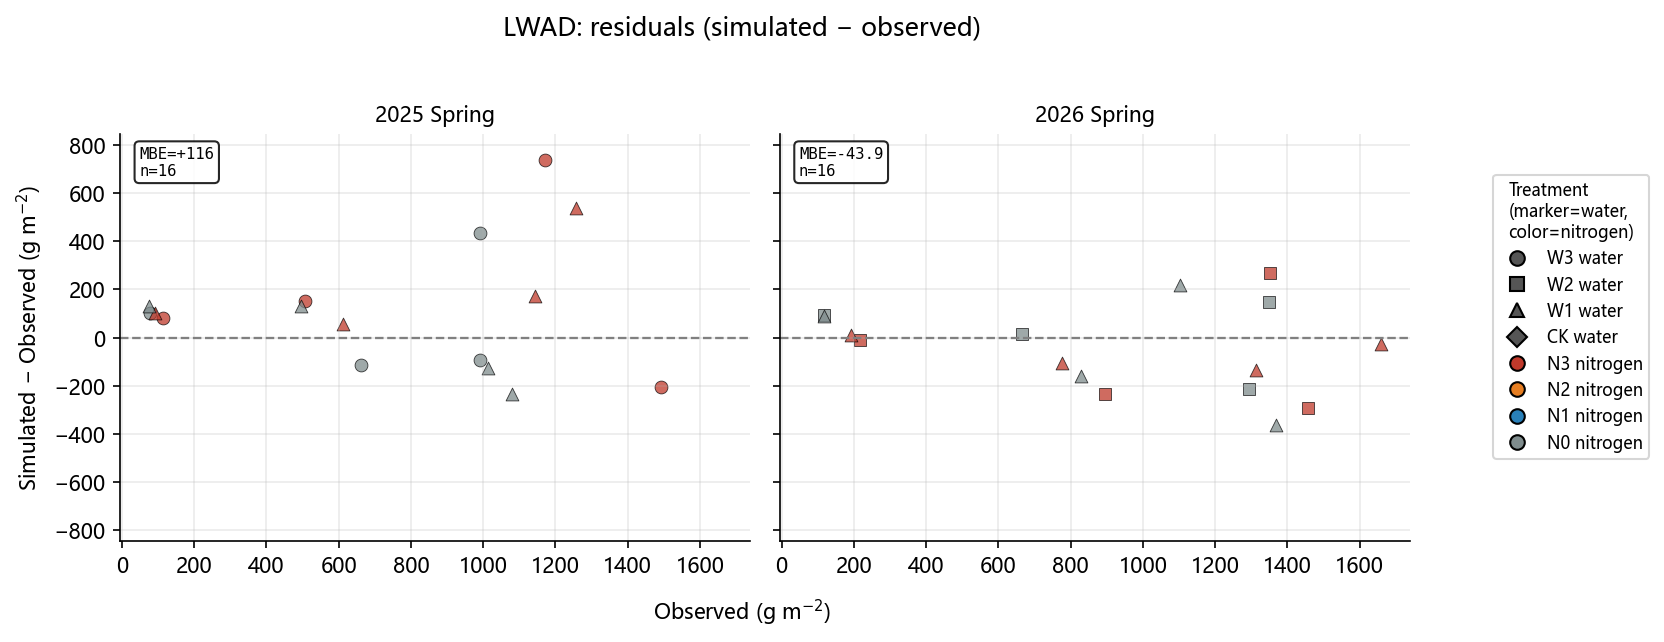 LWAD: residuals (simulated − observed)
2025 Spring
2026 Spring
MBE=+116
n=16
MBE=-43.9
n=16
800
600
400
200
0
−200
−400
−600
−800
Simulated − Observed (g m⁻²)
0 200 400 600 800 1000 1200 1400 1600
0 200 400 600 800 1000 1200 1400 1600
Observed (g m⁻²)
Treatment
(marker=water,
color=nitrogen)
W3 water
W2 water
W1 water
CK water
N3 nitrogen
N2 nitrogen
N1 nitrogen
N0 nitrogen